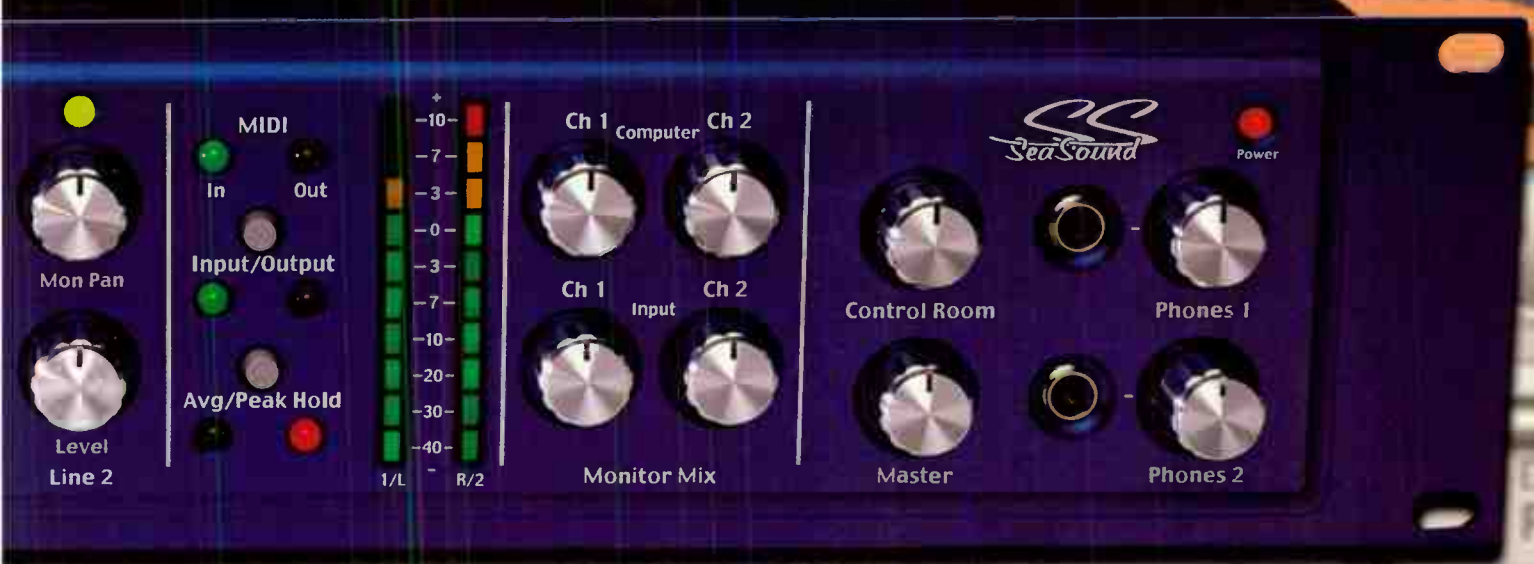 Mon Pan
Level
Line 2
MIDI
In Out
Input/Output
Avg/Peak Hold
+
-10-
-7-
-3-
-0-
-3-
-7-
-10-
-20-
-30-
-40-
-
1/L R/2
Ch 1 Computer Ch 2
Ch 1 Input Ch 2
Monitor Mix
SS
SeaSound
Power
Control Room
Phones 1
Master
Phones 2